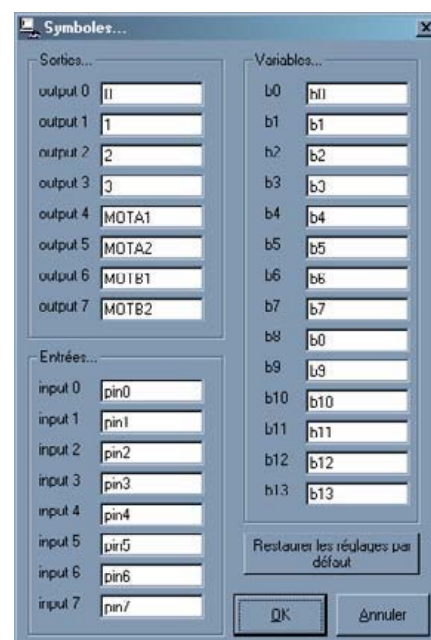 Symboles...
Sorties...
output 0 0
output 1 1
output 2 2
output 3 3
output 4 MOTA1
output 5 MOTA2
output 6 MOTB1
output 7 MOTB2
Entrées...
input 0 pin0
input 1 pin1
input 2 pin2
input 3 pin3
input 4 pin4
input 5 pin5
input 6 pin6
input 7 pin7
Variables...
b0 b0
b1 b1
b2 b2
b3 b3
b4 b4
b5 b5
b6 b6
b7 b7
b8
b9 b9
b10 b10
b11 b11
b12 b12
b13 b13
Restaurer les réglages par
défaut
OK
Annuler